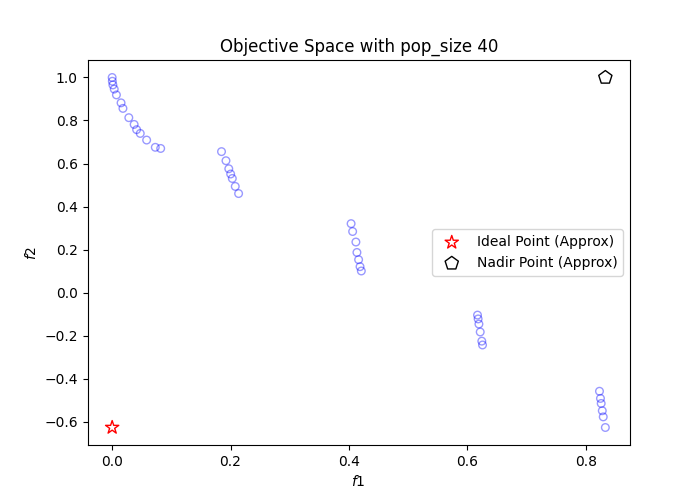 Objective Space with pop_size 40
1.0
0.8
0.6
0.4
0.2
0.0
−0.2
−0.4
−0.6
f2
Ideal Point (Approx)
Nadir Point (Approx)
0.0 0.2 0.4 0.6 0.8
f1